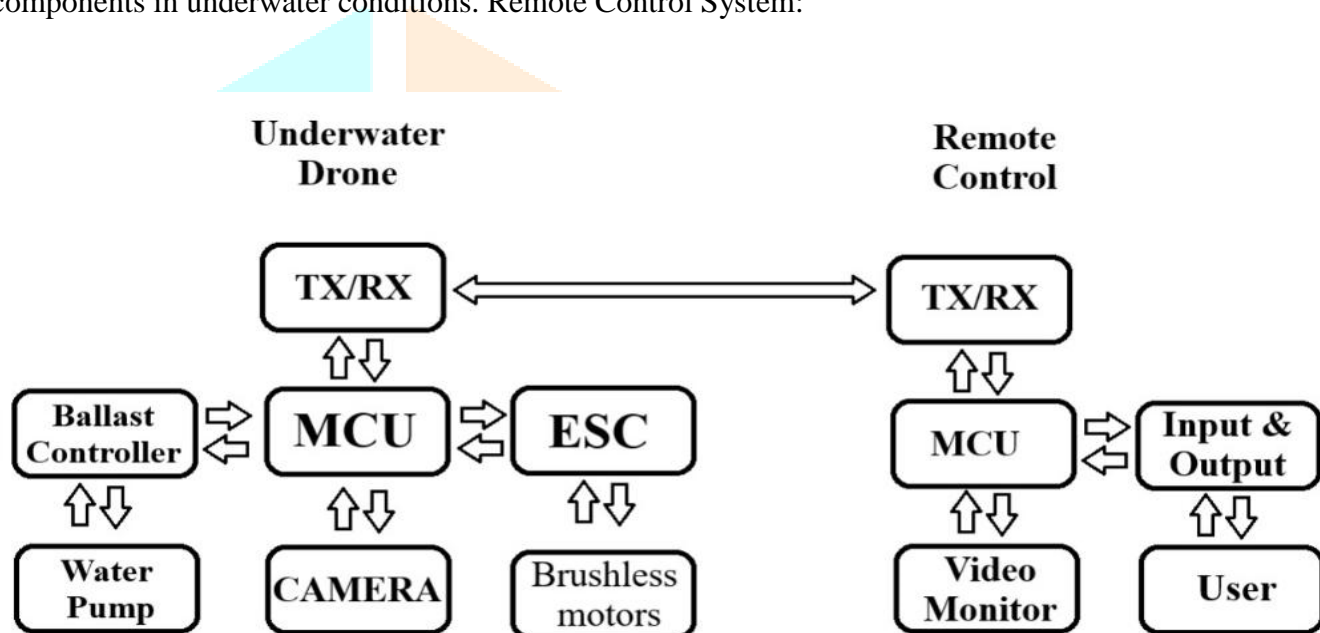 components in underwater conditions. Remote Control System:
Underwater
Drone
Remote
Control
TX/RX
TX/RX
Ballast
Controller
MCU
ESC
MCU
Input &
Output
Water
Pump
CAMERA
Brushless
motors
Video
Monitor
User